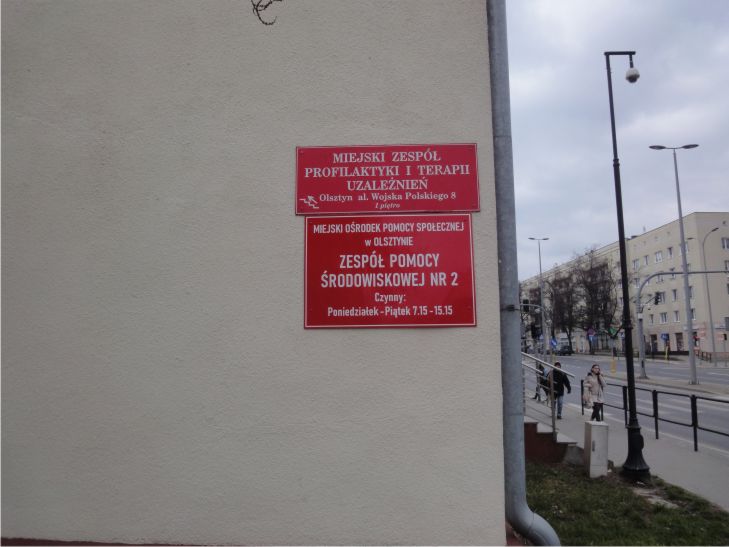 MIEJSKI ZESPÓŁ
PROFILAKTYKI I TERAPII
UZALEŻNIEŃ
Olsztyn al. Wojska Polskiego 8
I piętro
MIEJSKI OŚRODEK POMOCY SPOŁECZNEJ
w OLSZTYNIE
ZESPÓŁ POMOCY
ŚRODOWISKOWEJ NR 2
Czynny:
Poniedziałek - Piątek 7.15 - 15.15